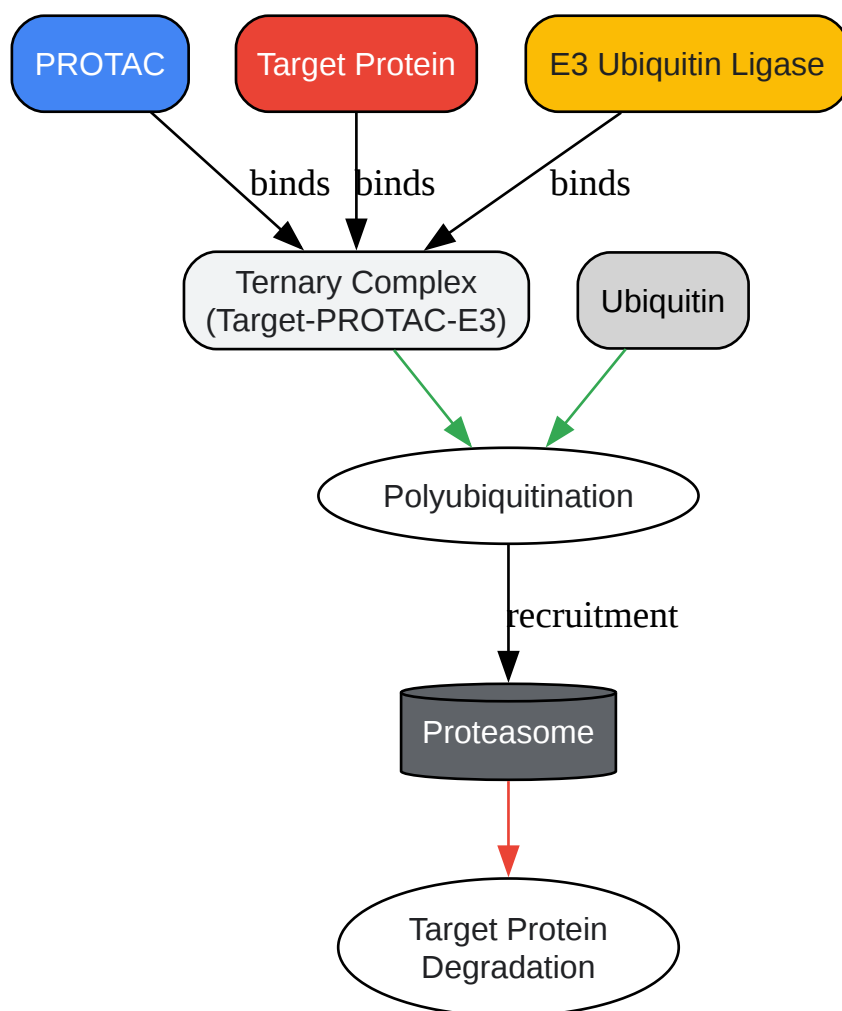 PROTAC
Target Protein
E3 Ubiquitin Ligase
binds
binds
binds
Ternary Complex
(Target-PROTAC-E3)
Ubiquitin
Polyubiquitination
recruitment
Proteasome
Target Protein
Degradation